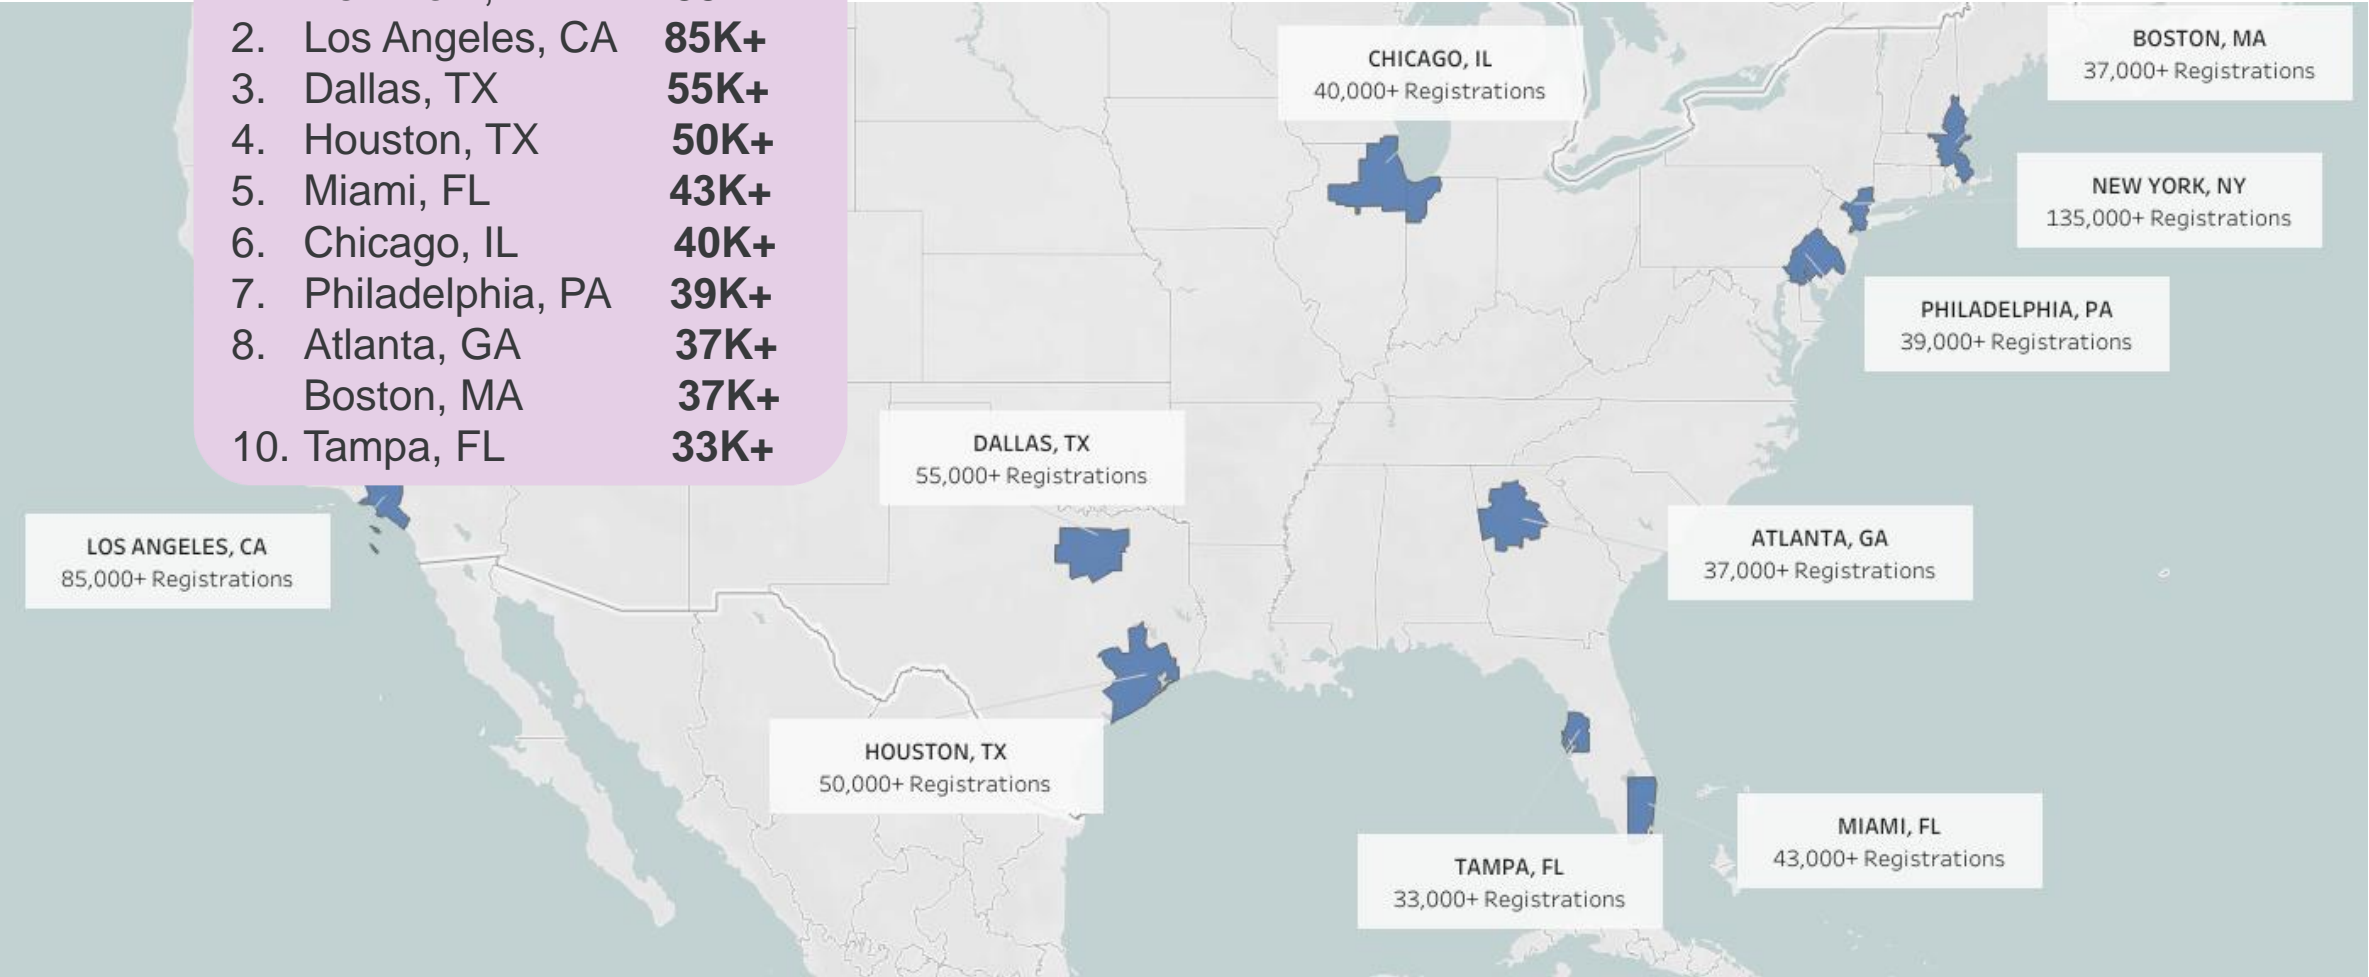 2. Los Angeles, CA 85K+
3. Dallas, TX 55K+
4. Houston, TX 50K+
5. Miami, FL 43K+
6. Chicago, IL 40K+
7. Philadelphia, PA 39K+
8. Atlanta, GA 37K+
Boston, MA 37K+
10. Tampa, FL 33K+
CHICAGO, IL
40,000+ Registrations
BOSTON, MA
37,000+ Registrations
NEW YORK, NY
135,000+ Registrations
PHILADELPHIA, PA
39,000+ Registrations
DALLAS, TX
55,000+ Registrations
LOS ANGELES, CA
85,000+ Registrations
ATLANTA, GA
37,000+ Registrations
HOUSTON, TX
50,000+ Registrations
MIAMI, FL
43,000+ Registrations
TAMPA, FL
33,000+ Registrations